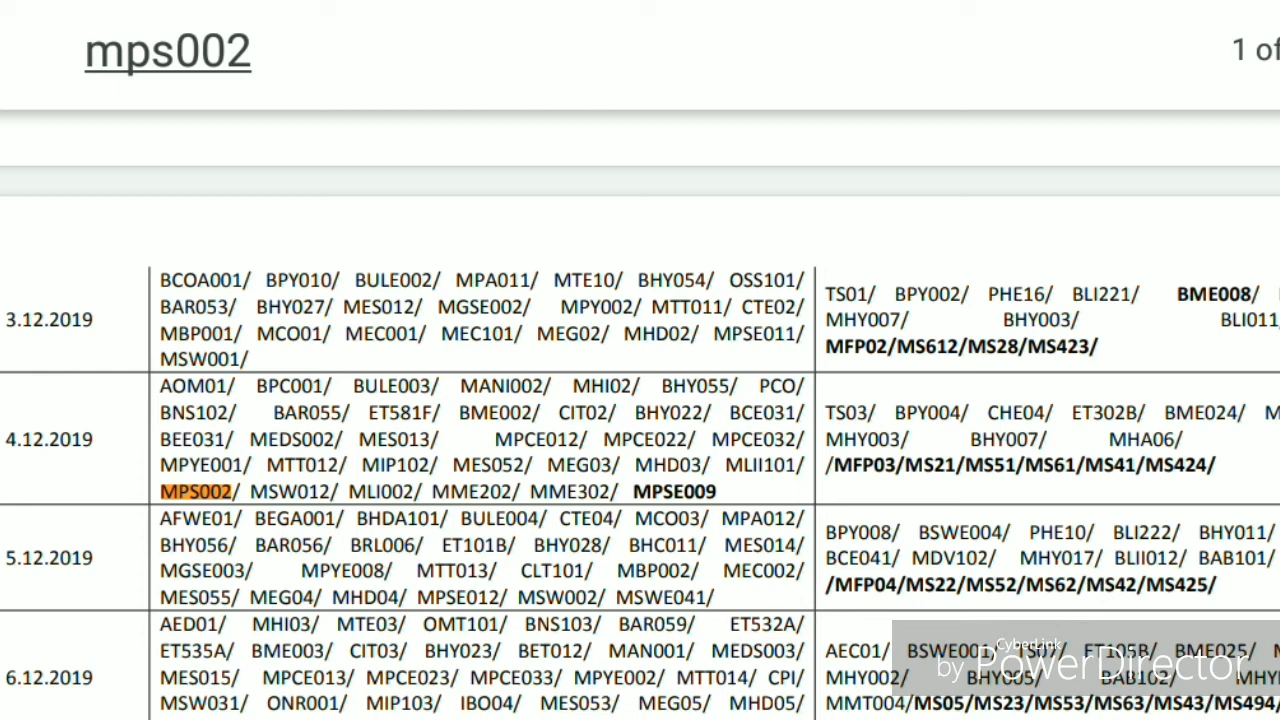 mps002
1 of
3.12.2019
BCOA001/ BPY010/ BULE002/ MPA011/ MTE10/ BHY054/ OSS101/
BAR053/ BHY027/ MES012/ MGSE002/ MPY002/ MTT011/ CTE02/
MBP001/ MCO01/ MEC001/ MEC101/ MEG02/ MHD02/ MPSE011/
MSW001/
TS01/ BPY002/ PHE16/ BLI221/ BME008/
MHY007/ BHY003/ BLI011
MFP02/MS612/MS28/MS423/
4.12.2019
AOM01/ BPC001/ BULE003/ MANI002/ MHI02/ BHY055/ PCO/
BNS102/ BAR055/ ET581F/ BME002/ CIT02/ BHY022/ BCE031/
BEE031/ MEDS002/ MES013/ MPCE012/ MPCE022/ MPCE032/
MPYE001/ MTT012/ MIP102/ MES052/ MEG03/ MHD03/ MLII101/
MPS002/ MSW012/ MLI002/ MME202/ MME302/ MPSE009
TS03/ BPY004/ CHE04/ ET302B/ BME024/
MHY003/ BHY007/ MHA06/
/MFP03/MS21/MS51/MS61/MS41/MS424/
5.12.2019
AFWE01/ BEGA001/ BHDA101/ BULE004/ CTE04/ MCO03/ MPA012/
BHY056/ BAR056/ BRL006/ ET101B/ BHY028/ BHC011/ MES014/
MGSE003/ MPYE008/ MTT013/ CLT101/ MBP002/ MEC002/
MES055/ MEG04/ MHD04/ MPSE012/ MSW002/ MSWE041/
BPY008/ BSWE004/ PHE10/ BLI222/ BHY011/
BCE041/ MDV102/ MHY017/ BLII012/ BAB101/
/MFP04/MS22/MS52/MS62/MS42/MS425/
6.12.2019
AED01/ MHI03/ MTE03/ OMT101/ BNS103/ BAR059/ ET532A/
ET535A/ BME003/ CIT03/ BHY023/ BET012/ MAN001/ MEDS003/
MES015/ MPCE013/ MPCE023/ MPCE033/ MPYE002/ MTT014/ CPI/
MSW031/ ONR001/ MIP103/ IBO04/ MES053/ MEG05/ MHD05/
AEC01/ BSWE001/ TS07/ ET105B/ BME025/
MHY002/ BHY005/ BAB102/
MMT004/MS05/MS23/MS53/MS63/MS43/MS494/
CyberLink
by PowerDirector